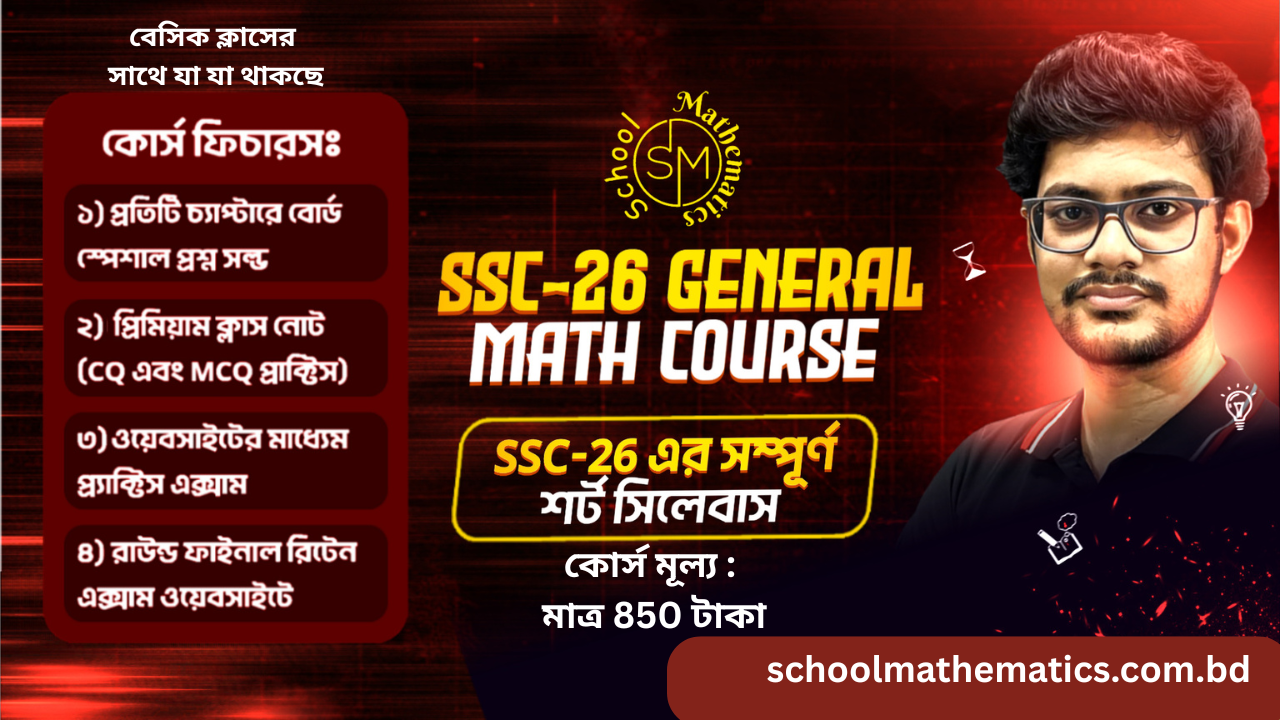 বেসিক ক্লাসের
সাথে যা যা থাকছে
কোর্স ফিচারসঃ
১) প্রতিটি চ্যাপ্টারে বোর্ড
স্পেশাল প্রশ্ন সল্ভ
২) প্রিমিয়াম ক্লাস নোট
(CQ এবং MCQ প্রাক্টিস)
৩) ওয়েবসাইটের মাধ্যেম
প্র্যাক্টিস এক্সাম
৪) রাউন্ড ফাইনাল রিটেন
এক্সাম ওয়েবসাইটে
School Mathematics
SM
SSC-26 GENERAL
MATH COURSE
SSC-26 এর সম্পূর্ণ
শর্ট সিলেবাস
কোর্স মূল্য :
মাত্র 850 টাকা
schoolmathematics.com.bd